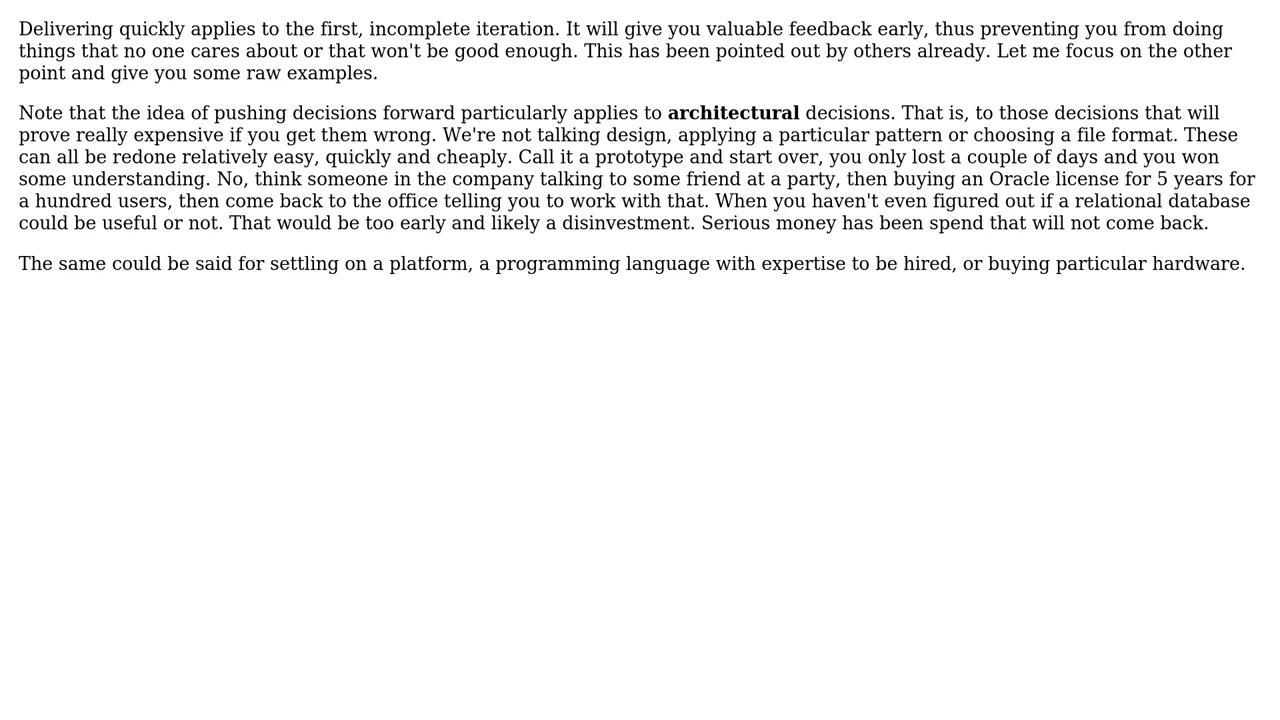 Delivering quickly applies to the first, incomplete iteration. It will give you valuable feedback early, thus preventing you from doing
things that no one cares about or that won't be good enough. This has been pointed out by others already. Let me focus on the other
point and give you some raw examples.
Note that the idea of pushing decisions forward particularly applies to architectural decisions. That is, to those decisions that will
prove really expensive if you get them wrong. We're not talking design, applying a particular pattern or choosing a file format. These
can all be redone relatively easy, quickly and cheaply. Call it a prototype and start over, you only lost a couple of days and you won
some understanding. No, think someone in the company talking to some friend at a party, then buying an Oracle license for 5 years for
a hundred users, then come back to the office telling you to work with that. When you haven't even figured out if a relational database
could be useful or not. That would be too early and likely a disinvestment. Serious money has been spend that will not come back.
The same could be said for settling on a platform, a programming language with expertise to be hired, or buying particular hardware.